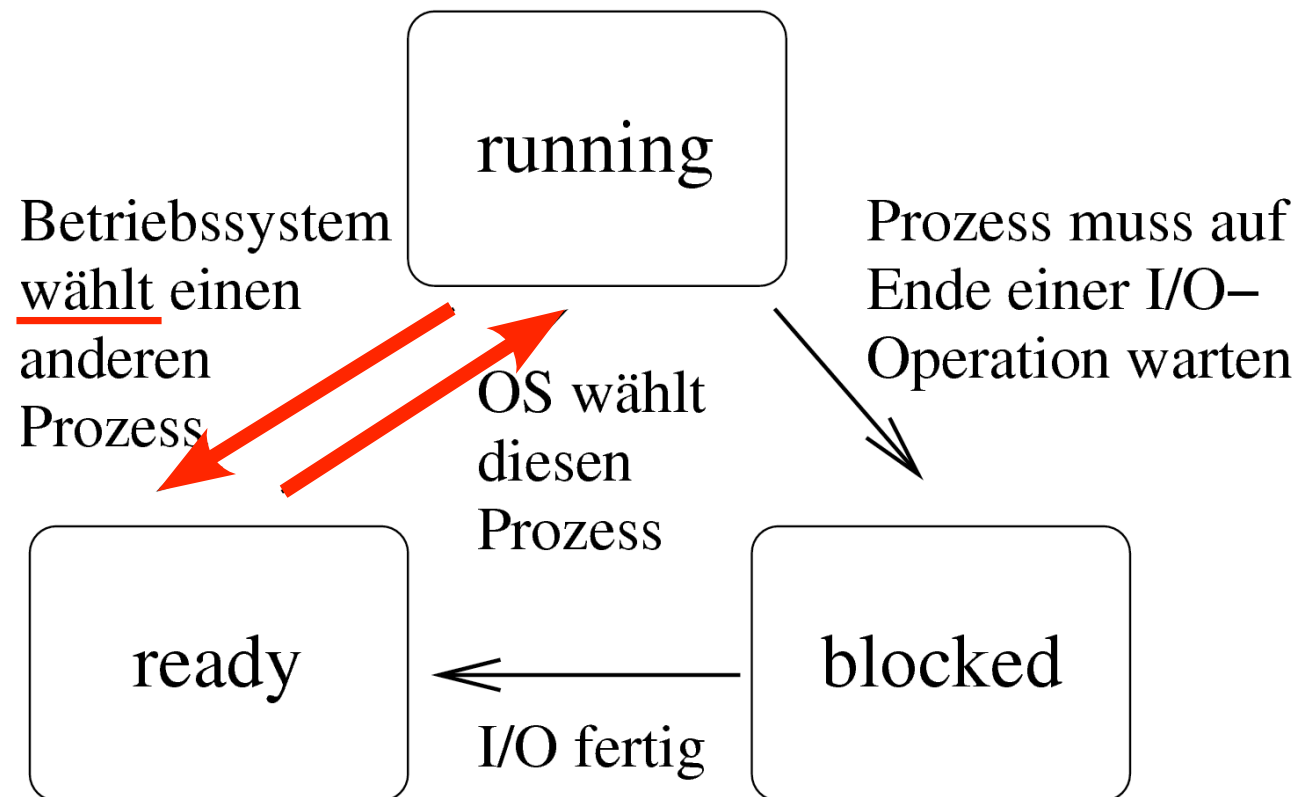 running
Betriebssystem
wählt einen
anderen
Prozess
Prozess muss auf
Ende einer I/O–
Operation warten
OS wählt
diesen
Prozess
ready
blocked
I/O fertig